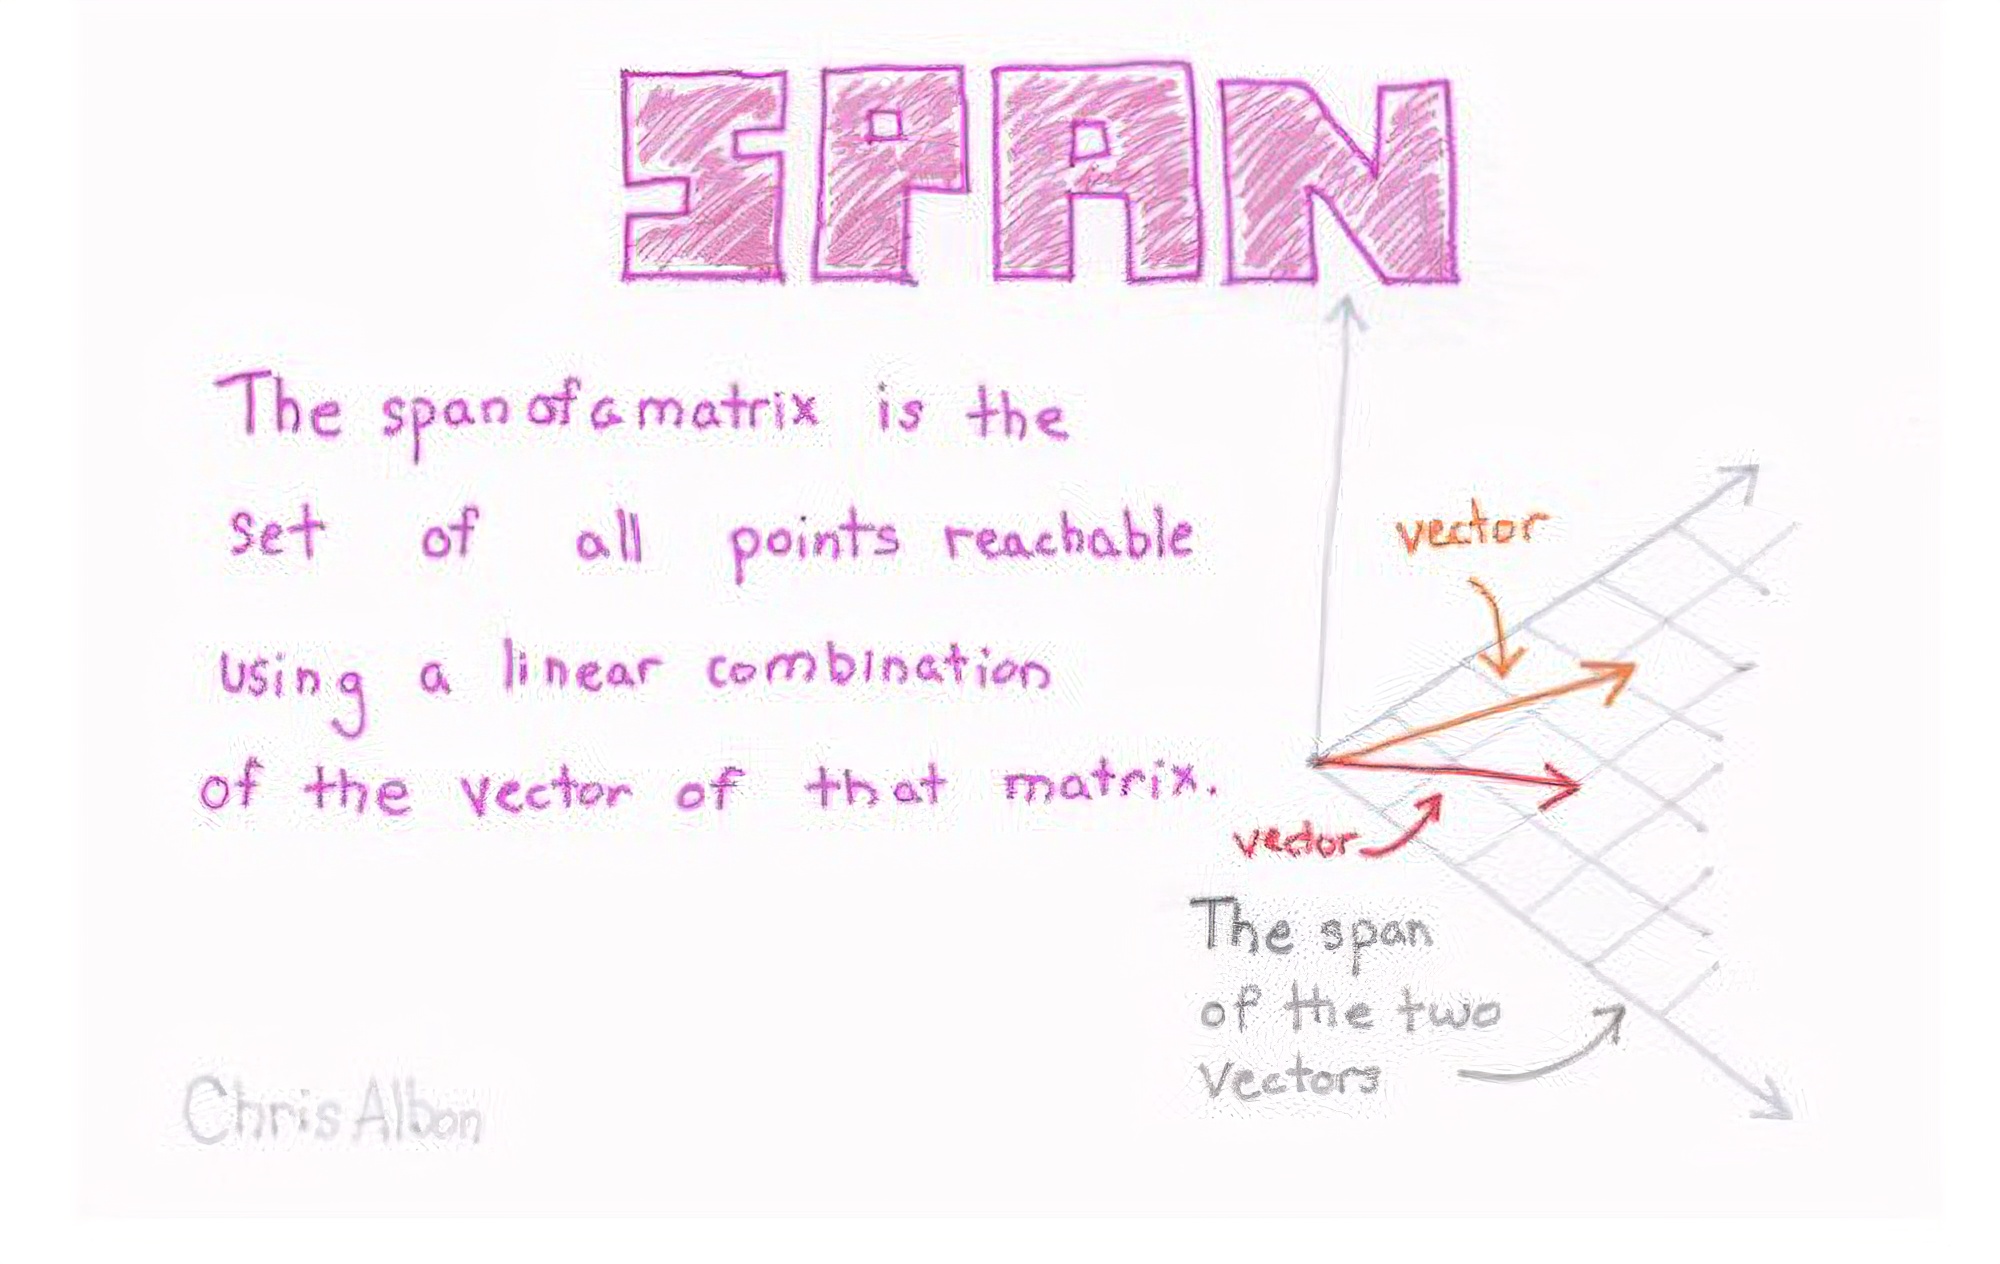 SPAN
The span of a matrix is the
set of all points reachable
using a linear combination
of the vector of that matrix.
vector
vector
The span
of the two
vectors
Chris Albon